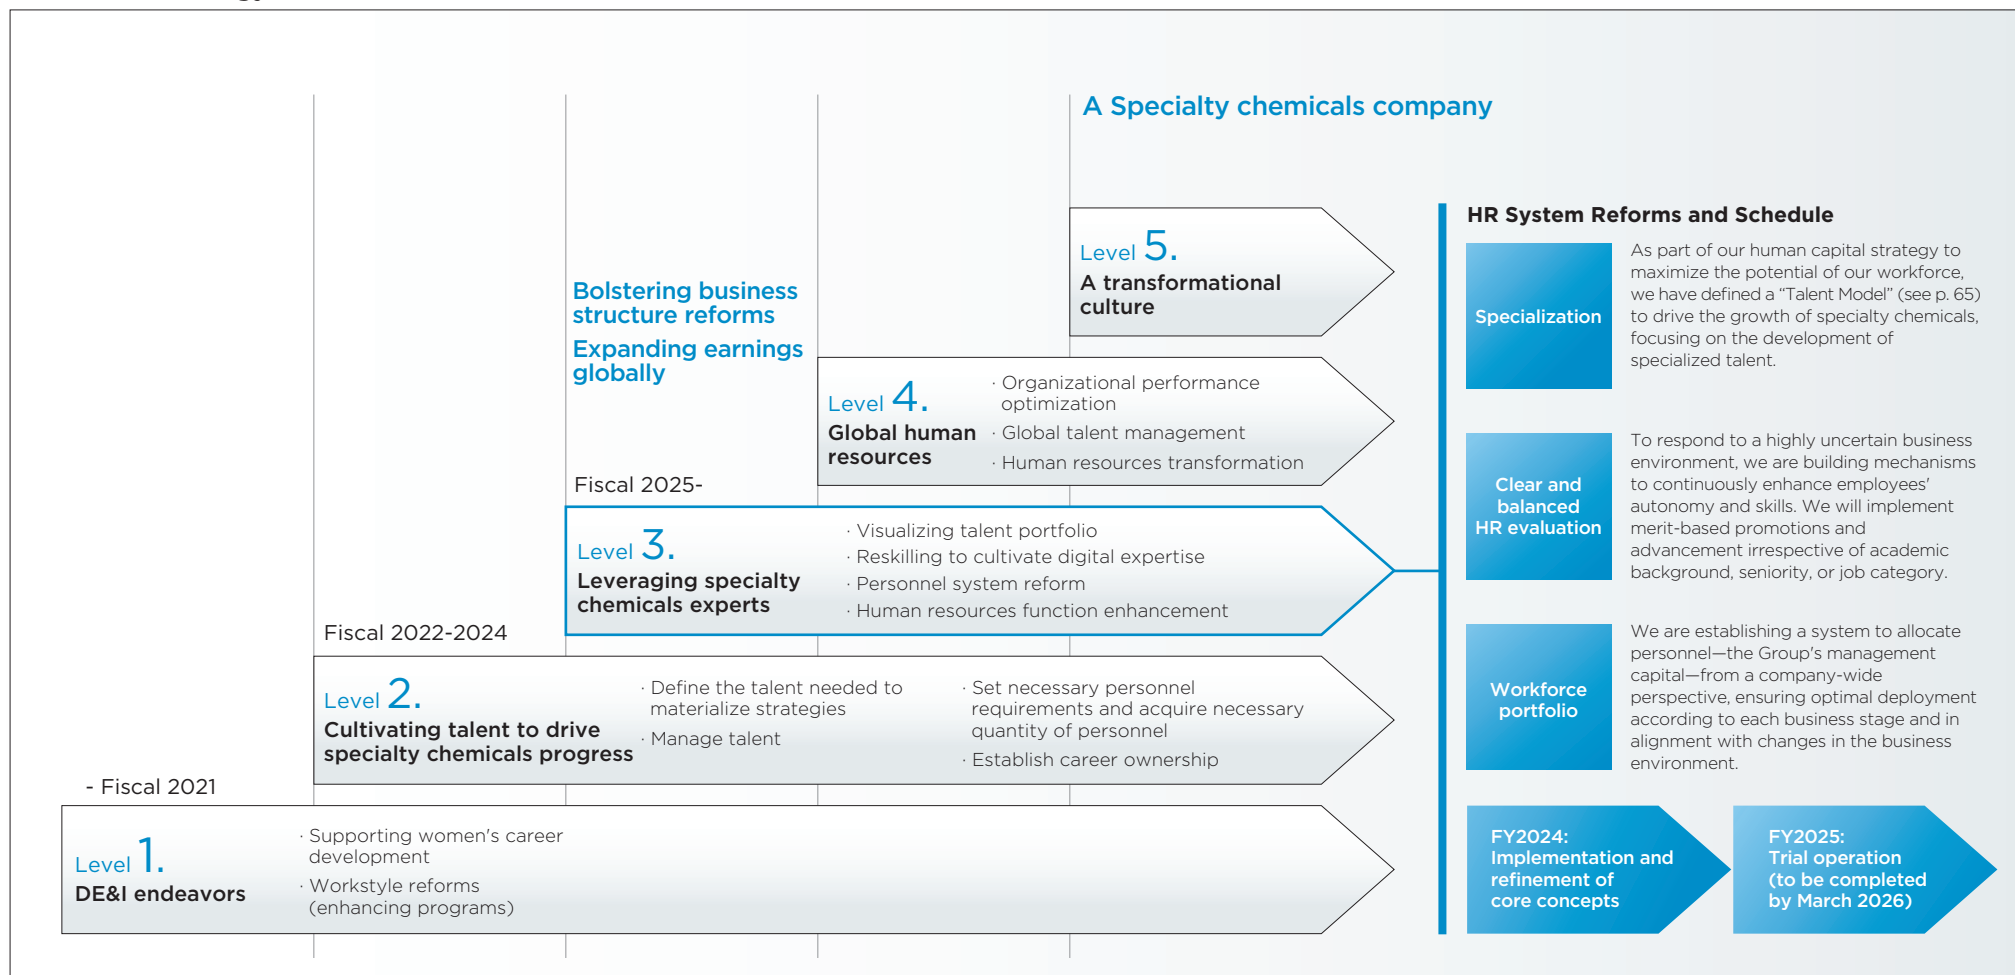 A Specialty chemicals company
Level 5.
A transformational
culture
Bolstering business
structure reforms
Expanding earnings
globally
Level 4.
Global human
resources
· Organizational performance
optimization
· Global talent management
· Human resources transformation
Fiscal 2025-
Level 3.
Leveraging specialty
chemicals experts
· Visualizing talent portfolio
· Reskilling to cultivate digital expertise
· Personnel system reform
· Human resources function enhancement
Fiscal 2022-2024
Level 2.
Cultivating talent to drive
specialty chemicals progress
· Define the talent needed to
materialize strategies
· Manage talent
· Set necessary personnel
requirements and acquire necessary
quantity of personnel
· Establish career ownership
- Fiscal 2021
Level 1.
DE&I endeavors
· Supporting women's career
development
· Workstyle reforms
(enhancing programs)
HR System Reforms and Schedule
Specialization
As part of our human capital strategy to
maximize the potential of our workforce,
we have defined a “Talent Model” (see p. 65)
to drive the growth of specialty chemicals,
focusing on the development of
specialized talent.
Clear and
balanced
HR evaluation
To respond to a highly uncertain business
environment, we are building mechanisms
to continuously enhance employees'
autonomy and skills. We will implement
merit-based promotions and
advancement irrespective of academic
background, seniority, or job category.
Workforce
portfolio
We are establishing a system to allocate
personnel—the Group's management
capital—from a company-wide
perspective, ensuring optimal deployment
according to each business stage and in
alignment with changes in the business
environment.
FY2024:
Implementation and
refinement of
core concepts
FY2025:
Trial operation
(to be completed
by March 2026)